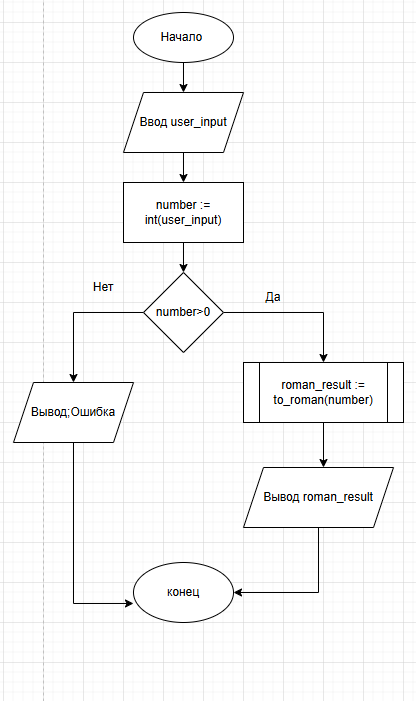 Начало
Ввод user_input
number :=
int(user_input)
Нет
Да
number>0
roman_result :=
to_roman(number)
Вывод;Ошибка
Вывод roman_result
конец